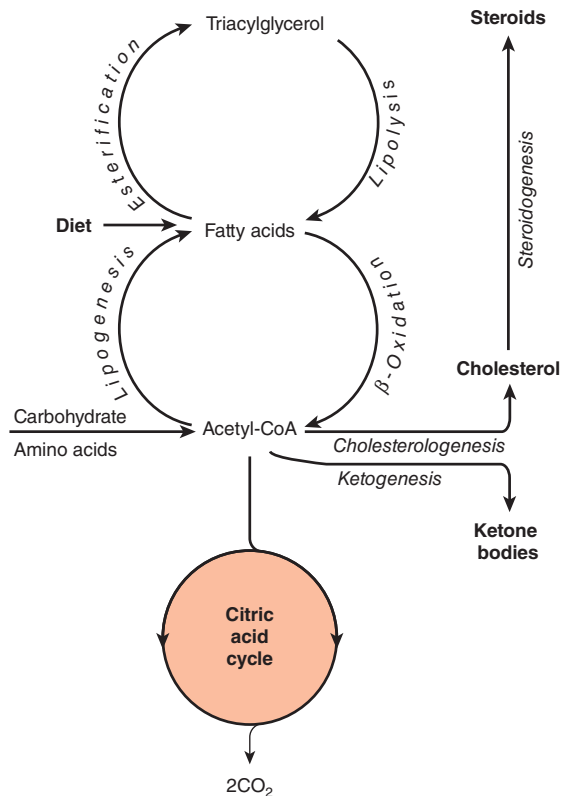 Triacylglycerol
Steroids
Esterification
Lipolysis
Steroidogenesis
Diet
Fatty acids
Lipogenesis
β-Oxidation
Cholesterol
Carbohydrate
Amino acids
Acetyl-CoA
Cholesterologenesis
Ketogenesis
Ketone
bodies
Citric
acid
cycle
2CO₂